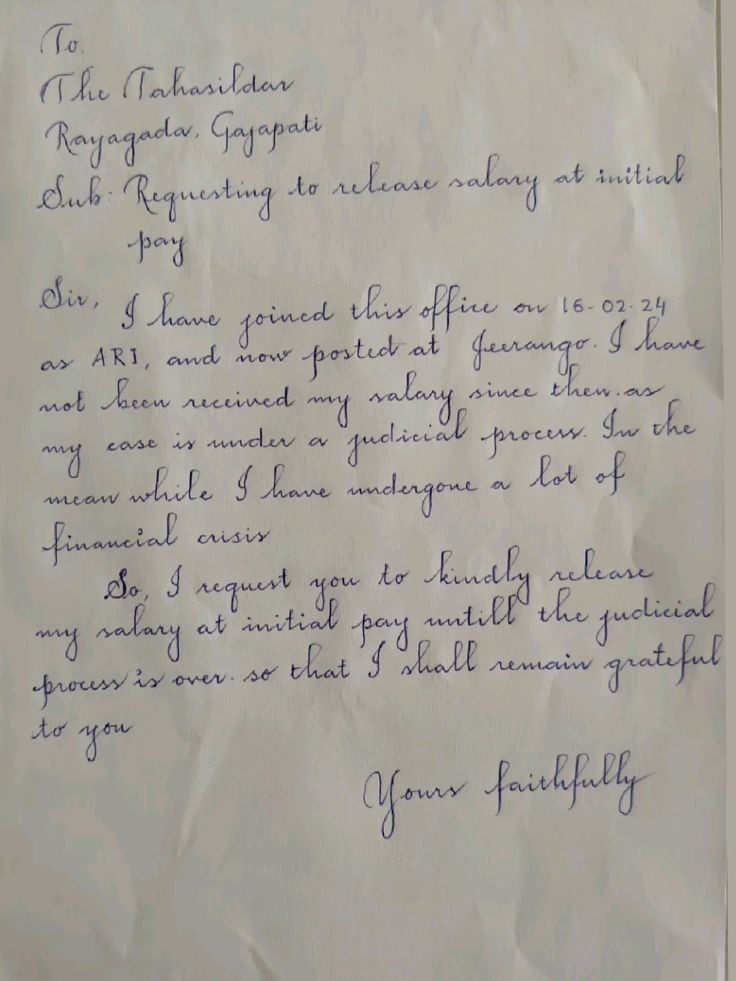 To,
The Tahasildar
Rayagada, Gajapati
Sub: Requesting to release salary at initial
pay
Sir,
I have joined this office on 16-02-24
as ARI, and now posted at Jeerango. I have
not been received my salary since then. as
my case is under a judicial process. In the
mean while I have undergone a lot of
financial crisis
So, I request you to kindly release
my salary at initial pay untill the judicial
process is over. so that I shall remain grateful
to you
Yours faithfully